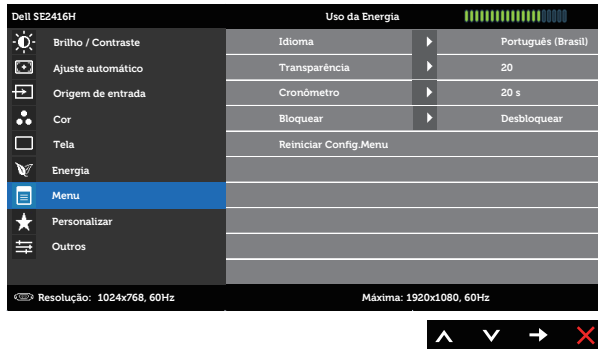 Dell SE2416H Uso da Energia
Brilho / Contraste Idioma Português (Brasil)
Ajuste automático Transparência 20
Origem de entrada Cronômetro 20 s
Cor Bloquear Desbloquear
Tela Reiniciar Config.Menu
Energia
Menu
Personalizar
Outros
Resolução: 1024x768, 60Hz Máxima: 1920x1080, 60Hz